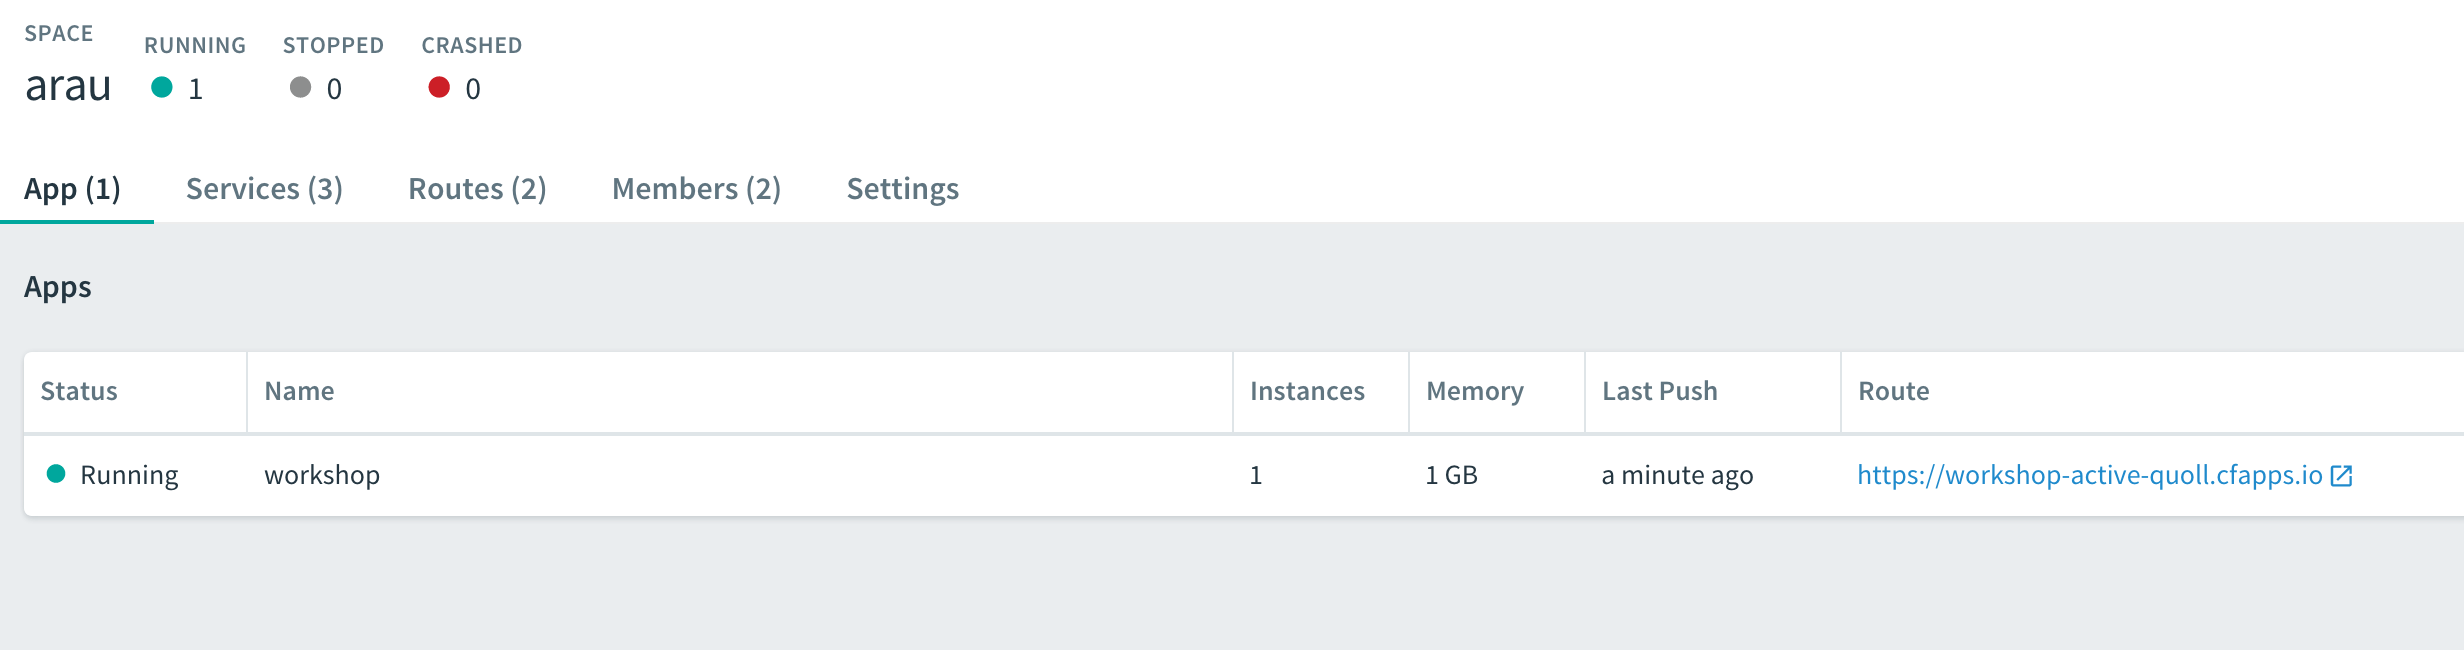 SPACE
RUNNING STOPPED CRASHED
arau 1 0 0
App (1) Services (3) Routes (2) Members (2) Settings
Apps
Status Name Instances Memory Last Push Route
Running workshop 1 1 GB a minute ago https://workshop-active-quoll.cfapps.io